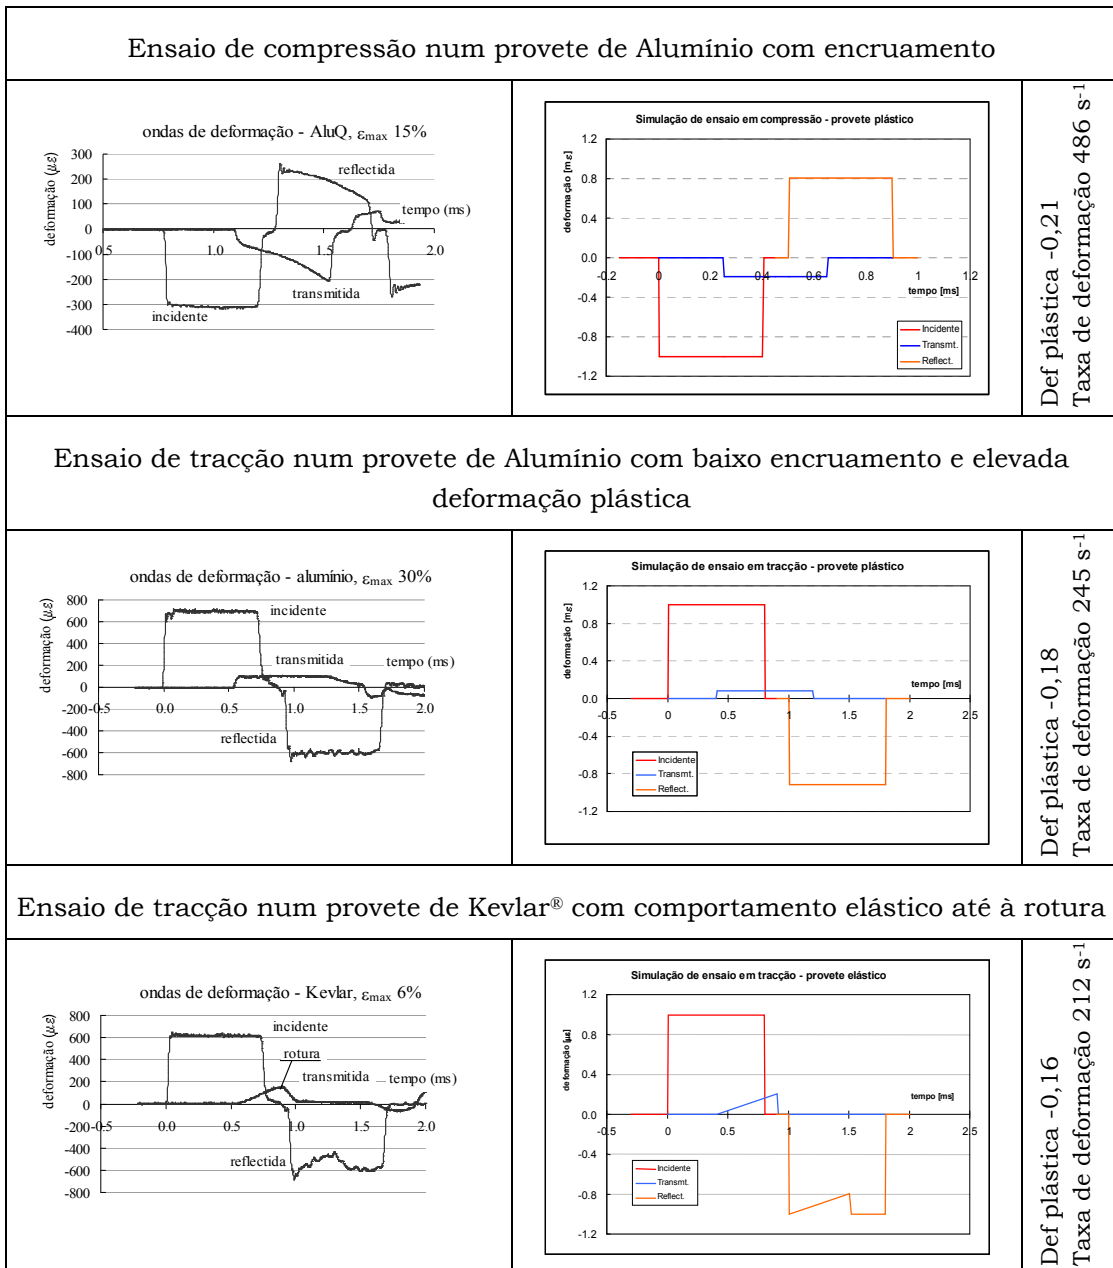 Ensaio de compressão num provete de Alumínio com encruamento
ondas de deformação - AluQ, εmax 15%
deformação (με)
300
200
100
0
-100
-200
-300
-400
0.5
1.0
1.5
2.0
reflectida
tempo (ms)
transmitida
incidente
Simulação de ensaio em compressão - provete plástico
deformação [mε]
1.2
0.8
0.4
0.0
-0.4
-0.8
-1.2
-0.2
0
0.2
0.4
0.6
0.8
1
1.2
tempo [ms]
Incidente
Transmt.
Reflect.
Def plástica -0,21
Taxa de deformação 486 s-1
Ensaio de tracção num provete de Alumínio com baixo encruamento e elevada
deformação plástica
ondas de deformação - alumínio, εmax 30%
deformação (με)
800
600
400
200
0
-200
-400
-600
-800
-0.5
0.0
0.5
1.0
1.5
2.0
incidente
transmitida
tempo (ms)
reflectida
Simulação de ensaio em tracção - provete plástico
deformação [mε]
1.2
0.8
0.4
0.0
-0.4
-0.8
-1.2
-0.5
0
0.5
1
1.5
2
2.5
tempo [ms]
Incidente
Transmt.
Reflect.
Def plástica -0,18
Taxa de deformação 245 s-1
Ensaio de tracção num provete de Kevlar® com comportamento elástico até à rotura
ondas de deformação - Kevlar, εmax 6%
deformação (με)
800
600
400
200
0
-200
-400
-600
-800
-0.5
0.0
0.5
1.0
1.5
2.0
incidente
rotura
transmitida
tempo (ms)
reflectida
Simulação de ensaio em tracção - provete elástico
deformação [με]
1.2
0.8
0.4
0.0
-0.4
-0.8
-1.2
-0.5
0
0.5
1
1.5
2
2.5
tempo [ms]
Incidente
Transmt.
Reflect.
Def plástica -0,16
Taxa de deformação 212 s-1